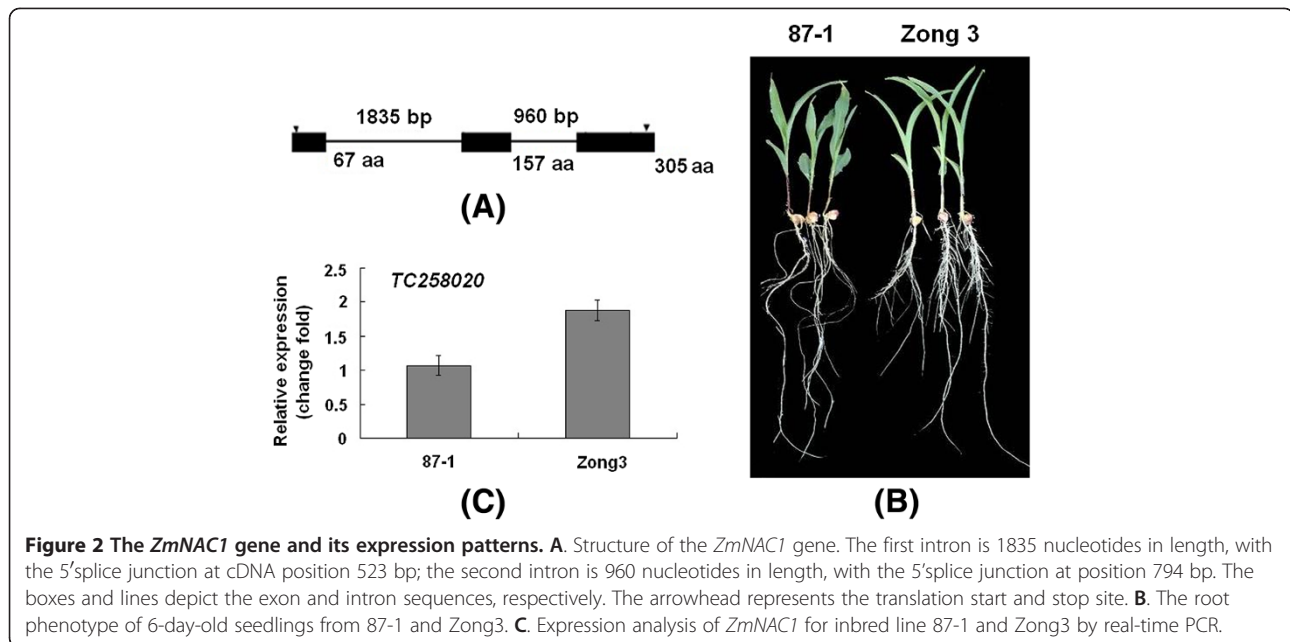 87-1 Zong 3
1835 bp 960 bp
67 aa 157 aa 305 aa
(A)
Relative expression
(change fold)
2.5
2
1.5
1
0.5
0
TC258020
87-1 Zong3
(C)
(B)
Figure 2 The ZmNAC1 gene and its expression patterns. A. Structure of the ZmNAC1 gene. The first intron is 1835 nucleotides in length, with
the 5′splice junction at cDNA position 523 bp; the second intron is 960 nucleotides in length, with the 5′splice junction at position 794 bp. The
boxes and lines depict the exon and intron sequences, respectively. The arrowhead represents the translation start and stop site. B. The root
phenotype of 6-day-old seedlings from 87-1 and Zong3. C. Expression analysis of ZmNAC1 for inbred line 87-1 and Zong3 by real-time PCR.